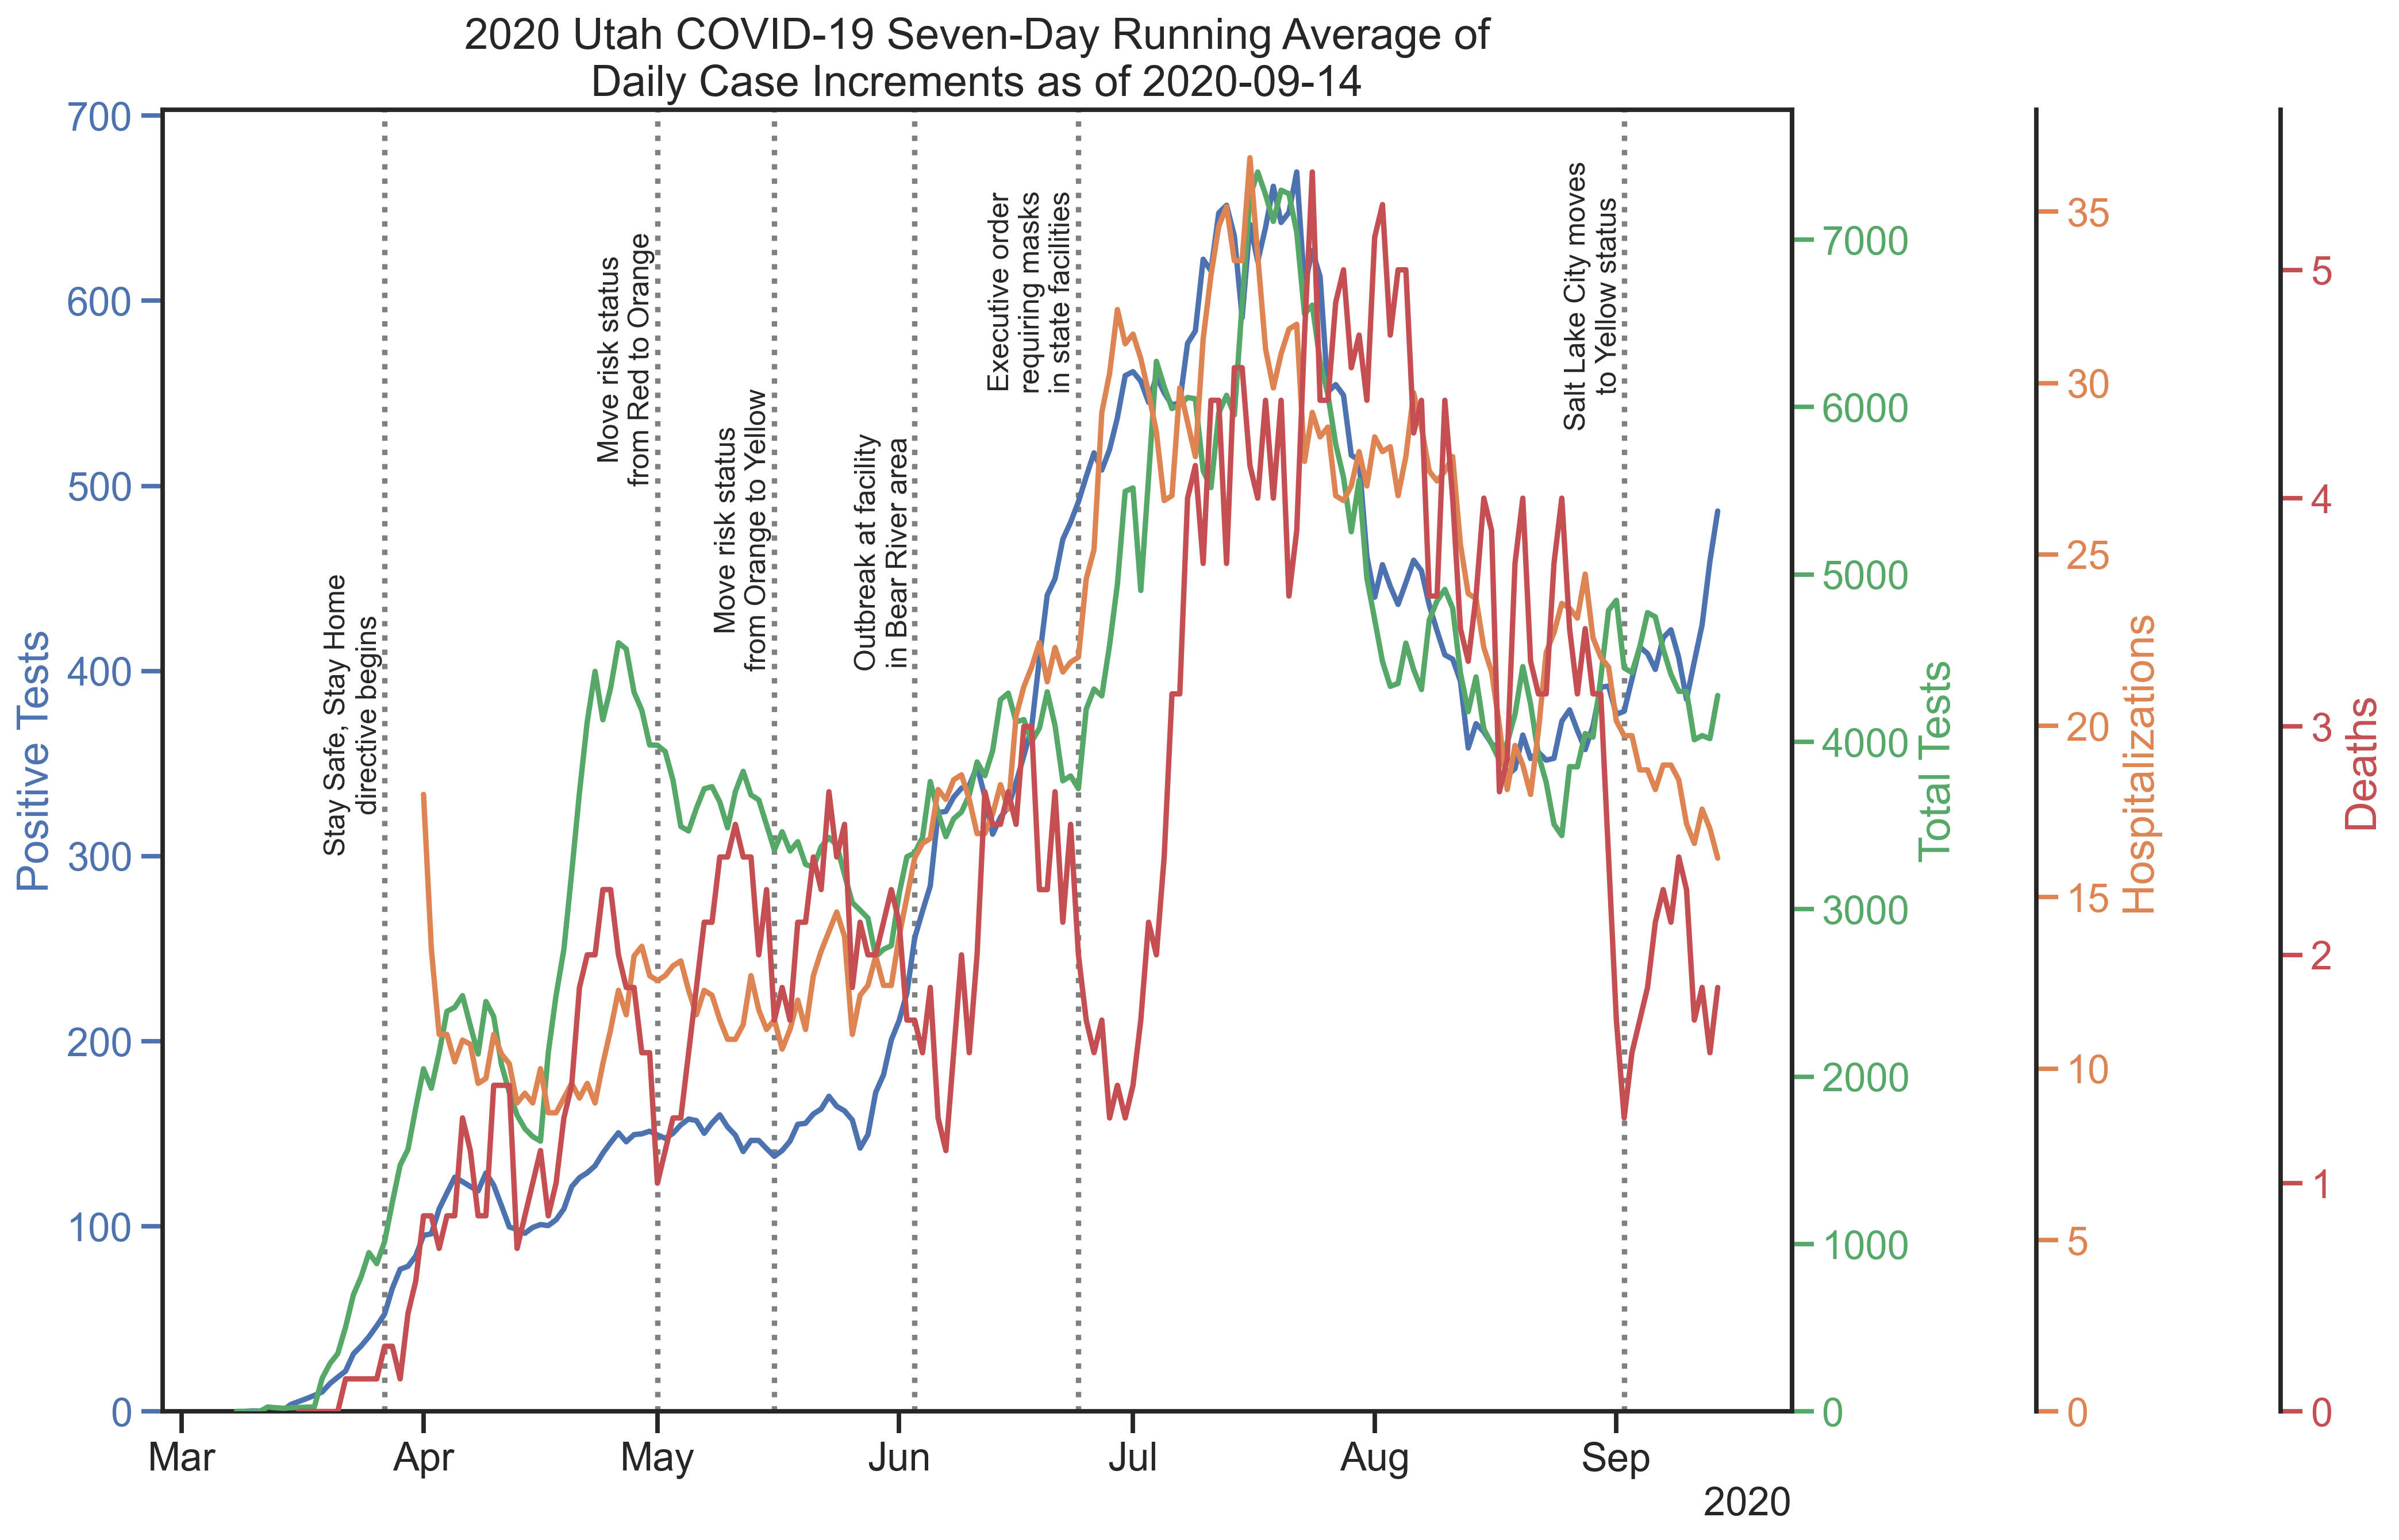 2020 Utah COVID-19 Seven-Day Running Average of
Daily Case Increments as of 2020-09-14
Positive Tests
700
600
500
400
300
200
100
0
Stay Safe, Stay Home
directive begins
Move risk status
from Red to Orange
Move risk status
from Orange to Yellow
Outbreak at facility
in Bear River area
Executive order
requiring masks
in state facilities
Salt Lake City moves
to Yellow status
7000
6000
5000
4000
3000
2000
1000
0
Total Tests
35
30
25
20
15
10
5
0
Hospitalizations
5
4
3
2
1
0
Deaths
Mar
Apr
May
Jun
Jul
Aug
Sep
2020